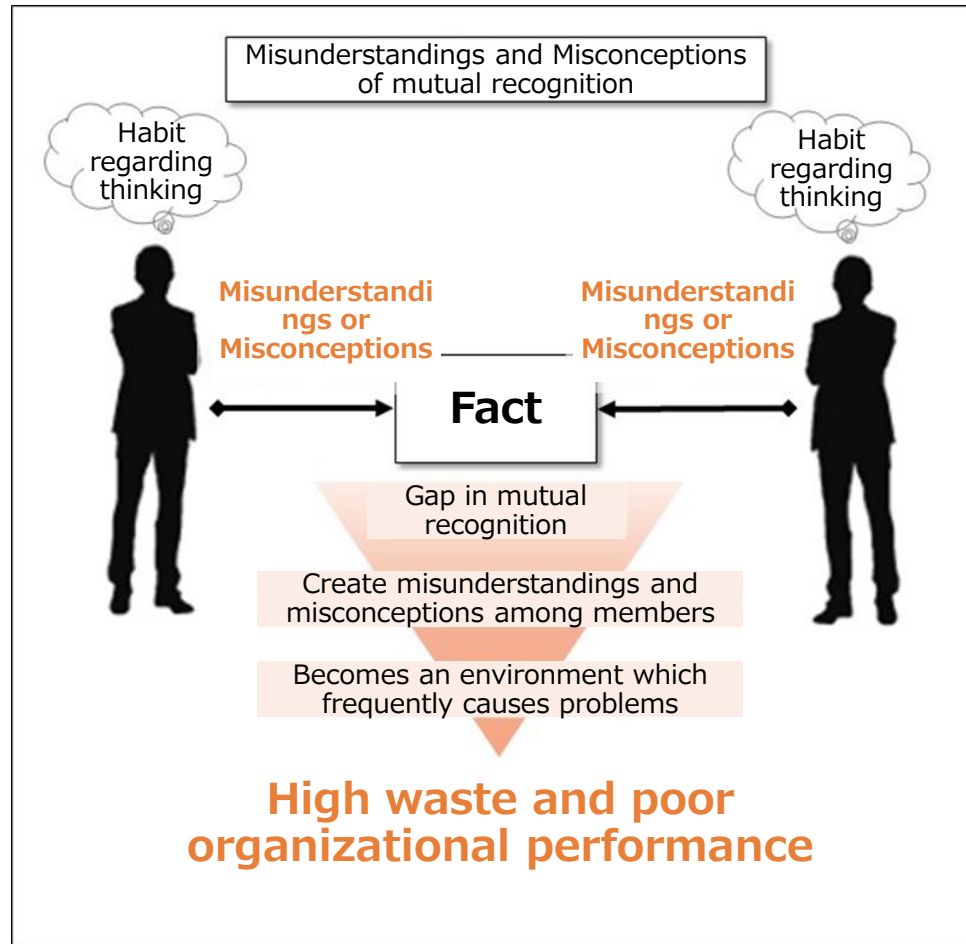 Misunderstandings and Misconceptions
of mutual recognition
Habit
regarding
thinking
Habit
regarding
thinking
Misunderstandi
ngs or
Misconceptions
Misunderstandi
ngs or
Misconceptions
Fact
Gap in mutual
recognition
Create misunderstandings and
misconceptions among members
Becomes an environment which
frequently causes problems
High waste and poor
organizational performance